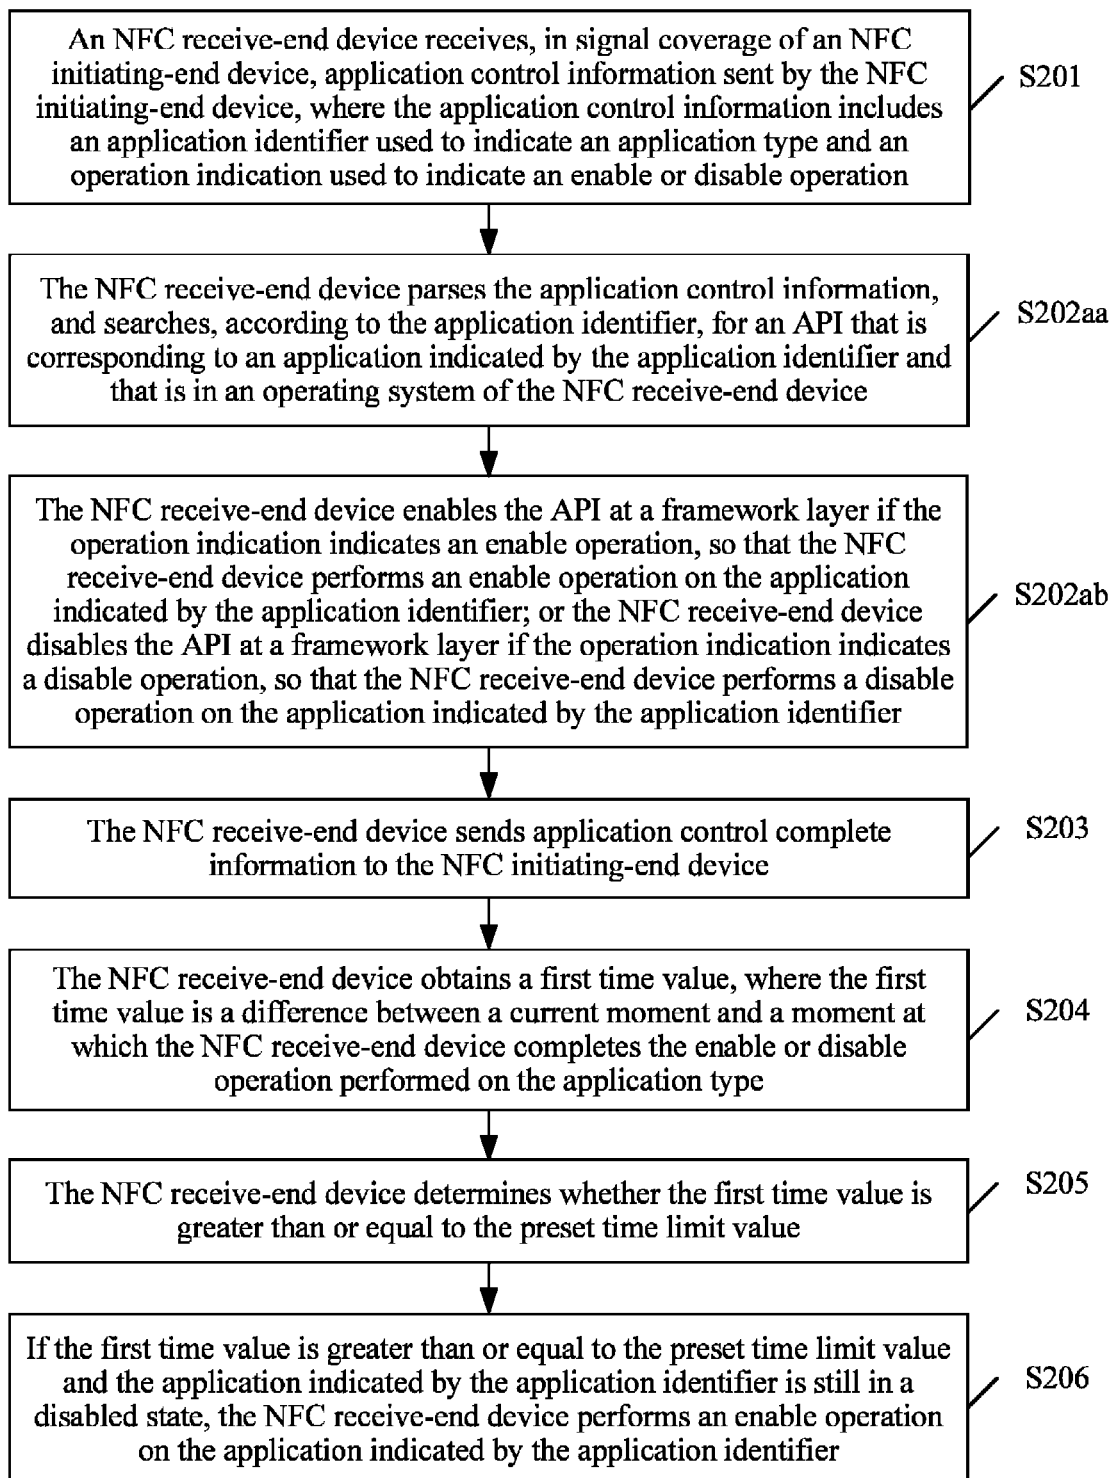 An NFC receive-end device receives, in signal coverage of an NFC
initiating-end device, application control information sent by the NFC
initiating-end device, where the application control information includes
an application identifier used to indicate an application type and an
operation indication used to indicate an enable or disable operation
S201
The NFC receive-end device parses the application control information,
and searches, according to the application identifier, for an API that is
corresponding to an application indicated by the application identifier and
that is in an operating system of the NFC receive-end device
S202aa
The NFC receive-end device enables the API at a framework layer if the
operation indication indicates an enable operation, so that the NFC
receive-end device performs an enable operation on the application
indicated by the application identifier; or the NFC receive-end device
disables the API at a framework layer if the operation indication indicates
a disable operation, so that the NFC receive-end device performs a disable
operation on the application indicated by the application identifier
S202ab
The NFC receive-end device sends application control complete
information to the NFC initiating-end device
S203
The NFC receive-end device obtains a first time value, where the first
time value is a difference between a current moment and a moment at
which the NFC receive-end device completes the enable or disable
operation performed on the application type
S204
The NFC receive-end device determines whether the first time value is
greater than or equal to the preset time limit value
S205
If the first time value is greater than or equal to the preset time limit value
and the application indicated by the application identifier is still in a
disabled state, the NFC receive-end device performs an enable operation
on the application indicated by the application identifier
S206